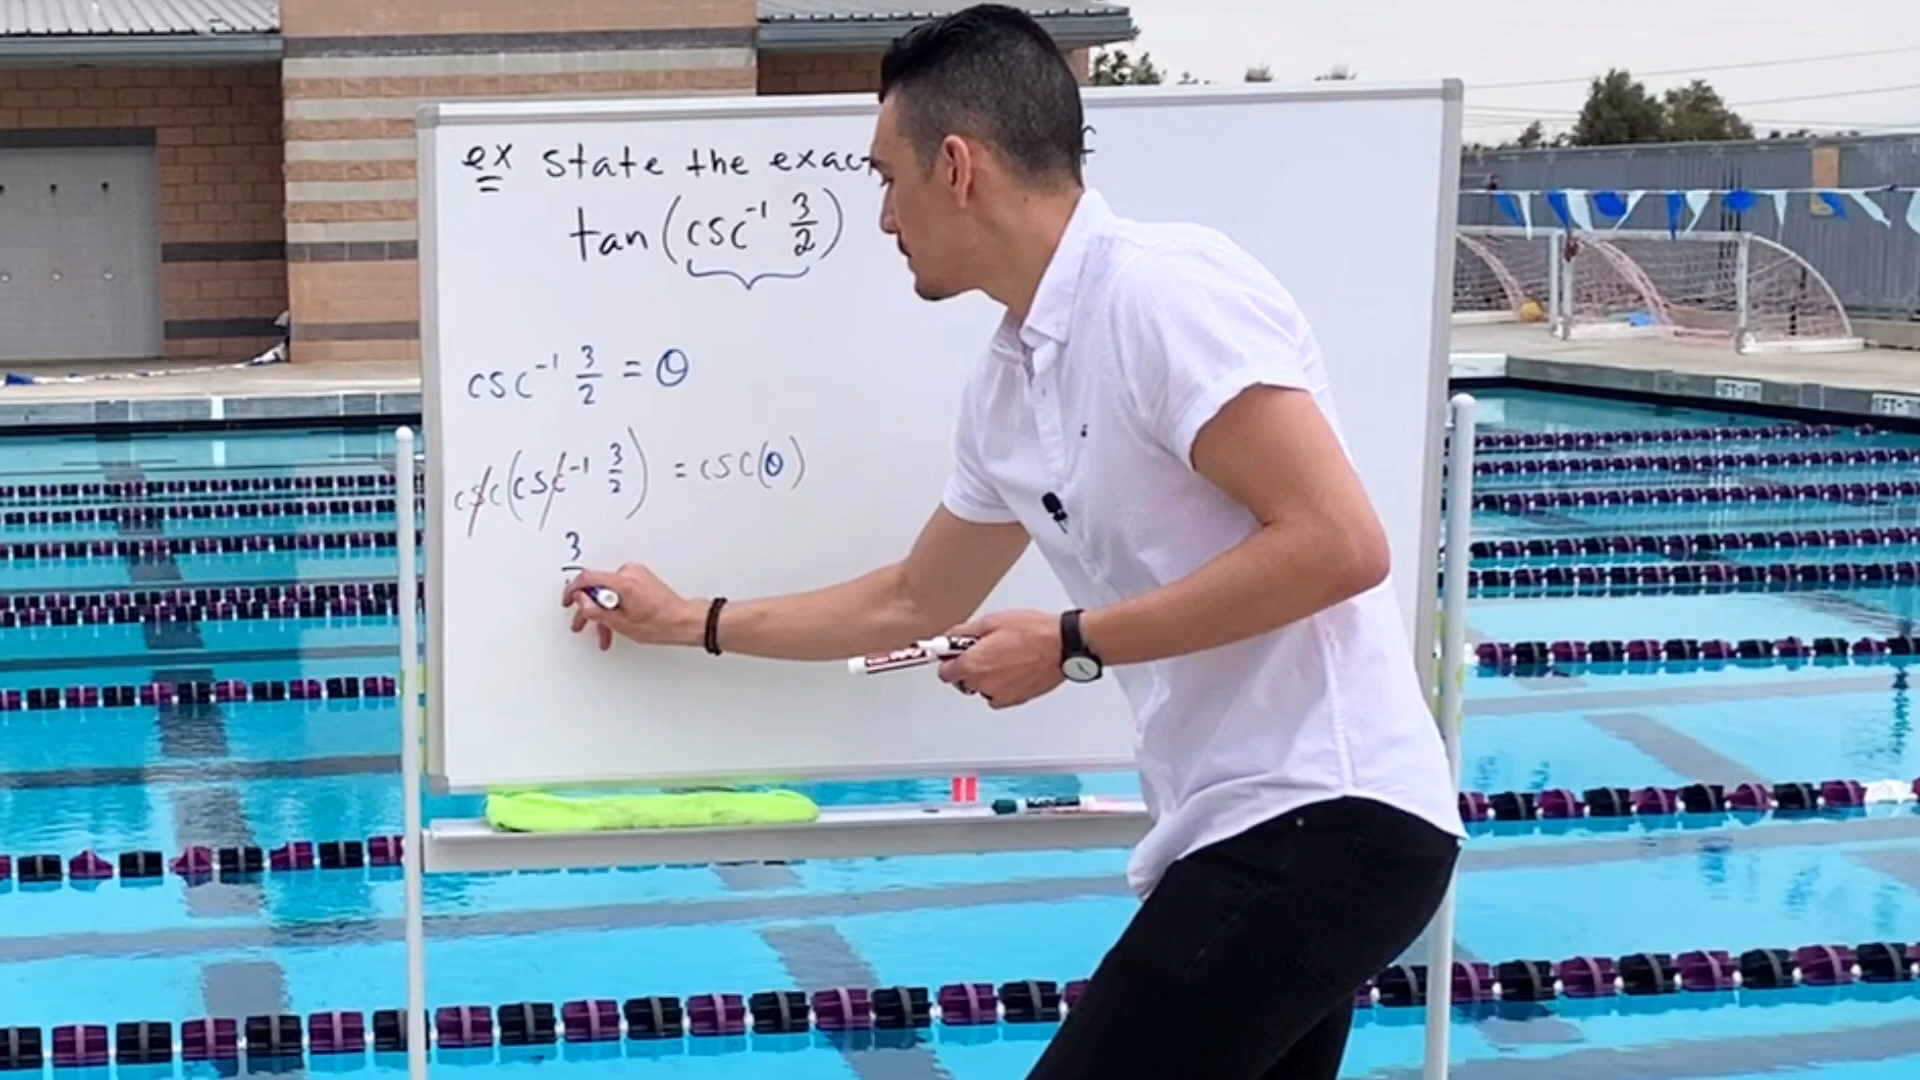 ex state the exact f
tan (csc⁻¹ 3/2)
csc⁻¹ 3/2 = θ
csc(csc⁻¹ 3/2) = csc(θ)
3